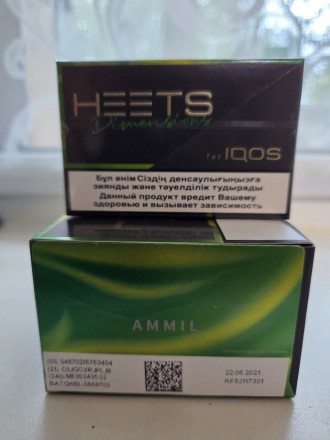 HEETS
Dimensions
for IQOS
Бұл өнім Сіздің денсаулығыңызға
зиянды және тәуелділік тудырады
Данный продукт вредит Вашему
здоровью и вызывает зависимость
AMMIL
22.06.2021